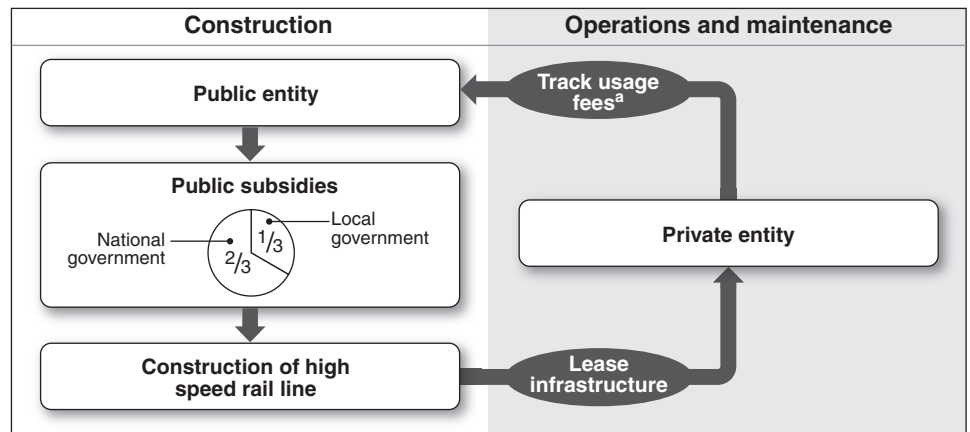 Construction
Operations and maintenance
Public entity
Track usage
fees^a
Public subsidies
National
government
2/3
1/3
Local
government
Private entity
Construction of high
speed rail line
Lease
infrastructure